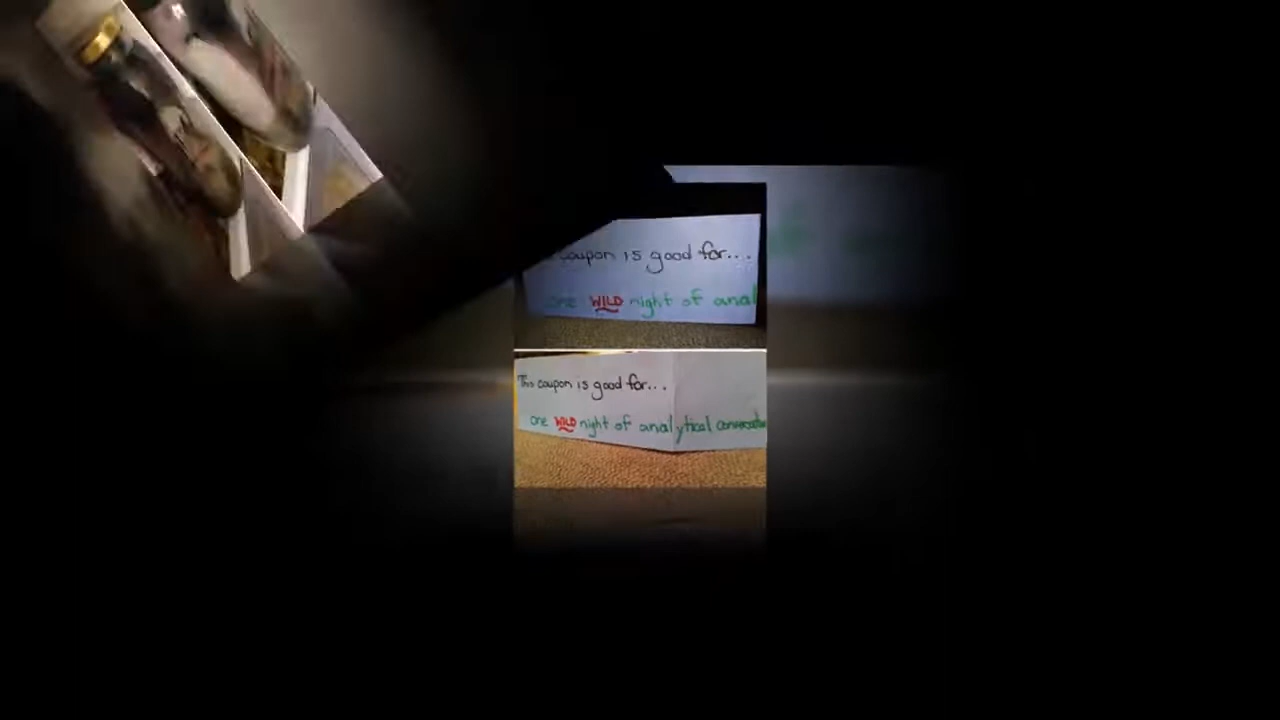 coupon is good for...
one WILD night of anal
This coupon is good for...
one WILD night of analytical conversation